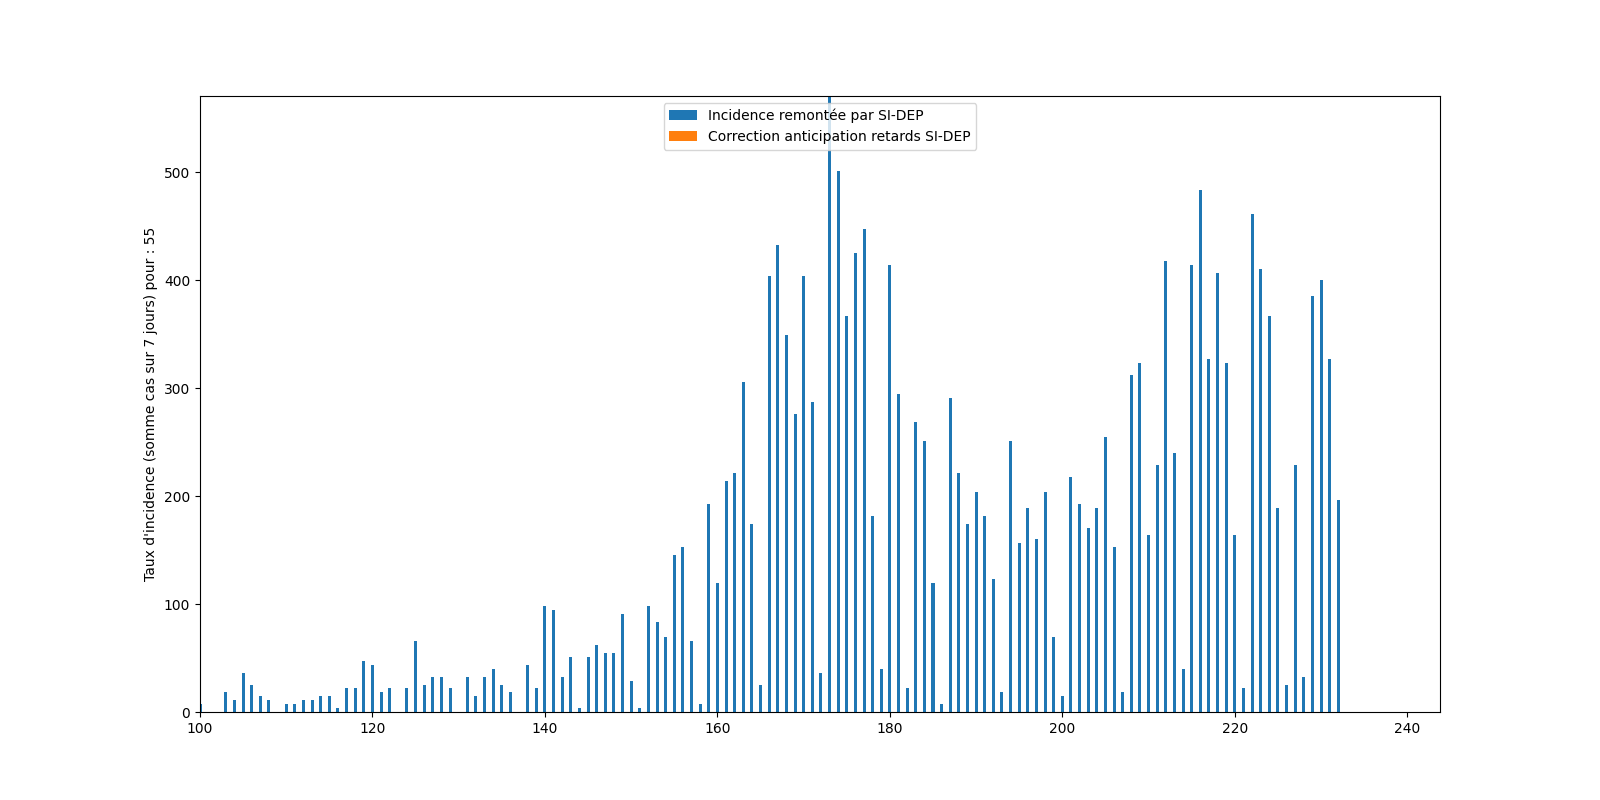 Incidence remontée par SI-DEP
Correction anticipation retards SI-DEP
Taux d'incidence (somme cas sur 7 jours) pour : 55
500
400
300
200
100
0
100 120 140 160 180 200 220 240